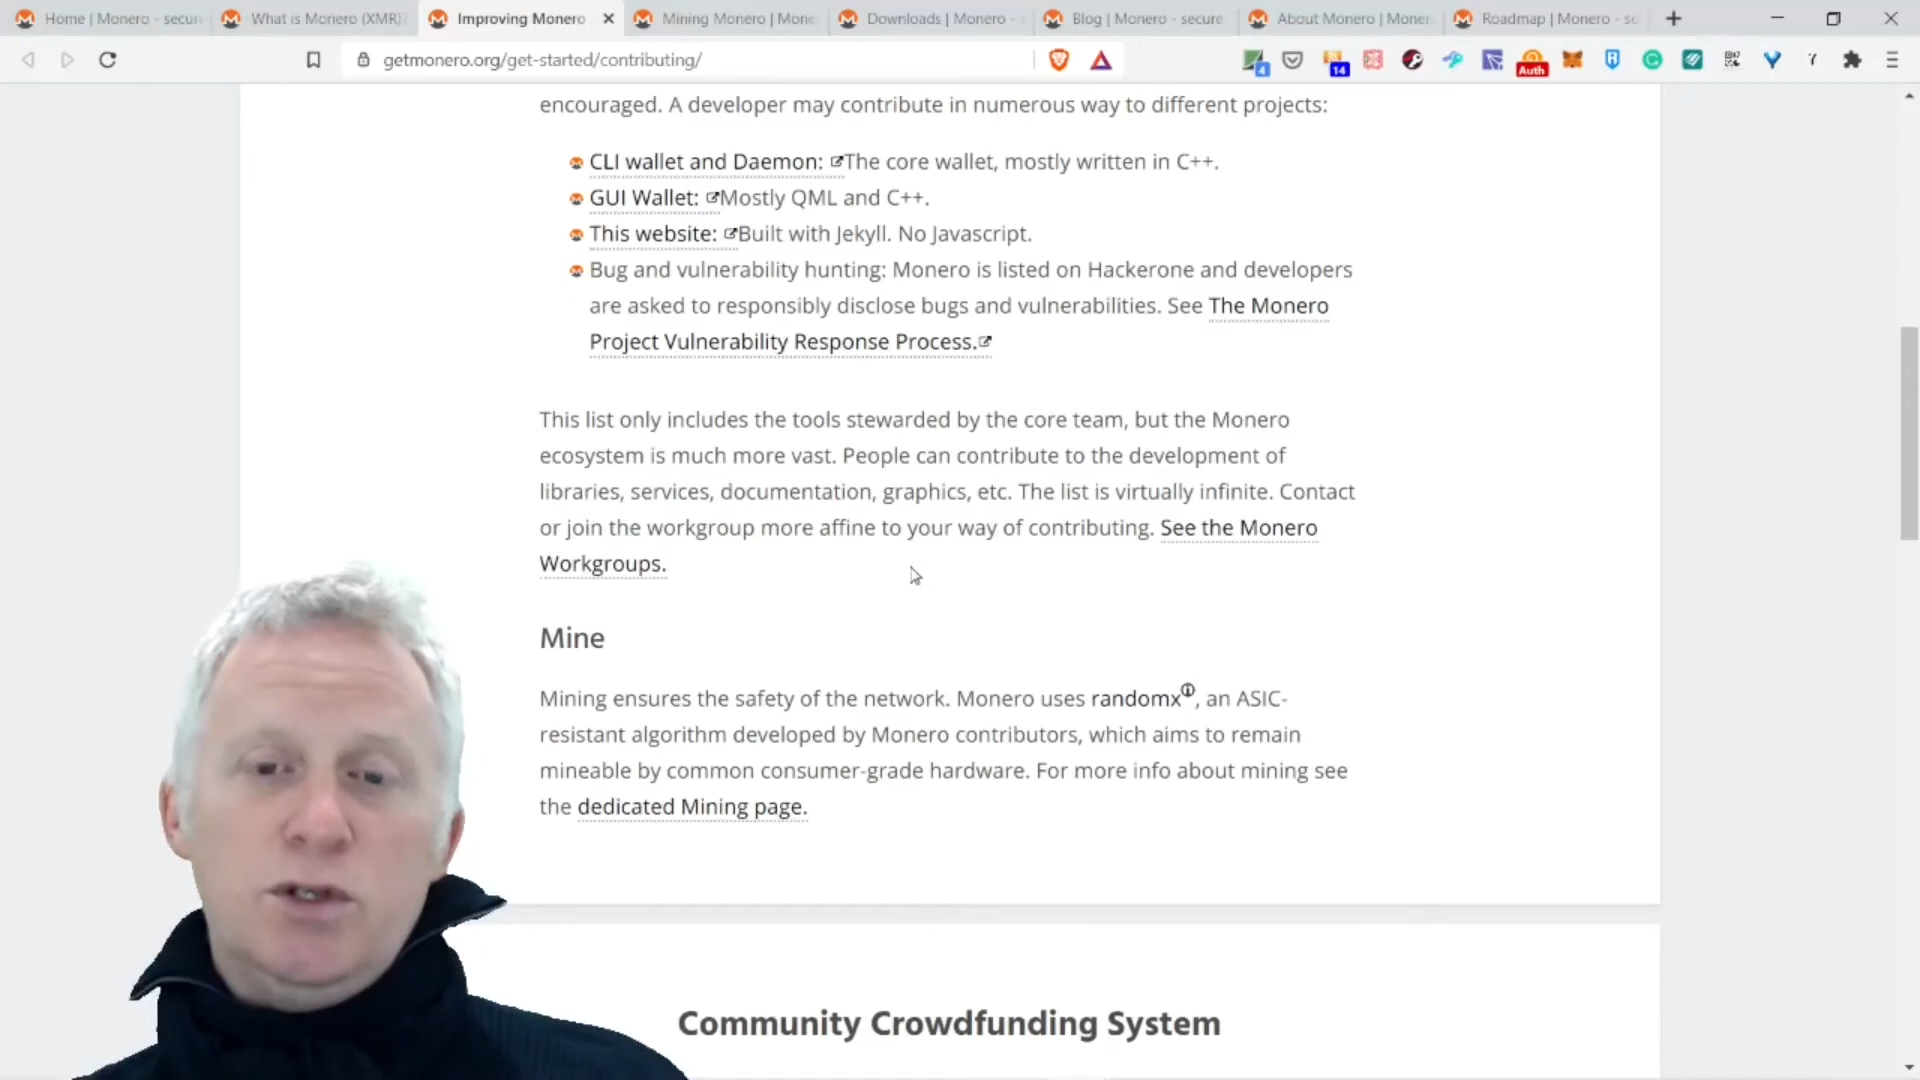 Home | Monero - secur
What is Monero (XMR)?
Improving Monero
Mining Monero | Mone
Downloads | Monero - s
Blog | Monero - secure
About Monero | Moner
Roadmap | Monero - se
getmonero.org/get-started/contributing/
4
14
Auth
encouraged. A developer may contribute in numerous way to different projects:
CLI wallet and Daemon: The core wallet, mostly written in C++.
GUI Wallet: Mostly QML and C++.
This website: Built with Jekyll. No Javascript.
Bug and vulnerability hunting: Monero is listed on Hackerone and developers
are asked to responsibly disclose bugs and vulnerabilities. See The Monero
Project Vulnerability Response Process.
This list only includes the tools stewarded by the core team, but the Monero
ecosystem is much more vast. People can contribute to the development of
libraries, services, documentation, graphics, etc. The list is virtually infinite. Contact
or join the workgroup more affine to your way of contributing. See the Monero
Workgroups.
Mine
Mining ensures the safety of the network. Monero uses randomx, an ASIC-
resistant algorithm developed by Monero contributors, which aims to remain
mineable by common consumer-grade hardware. For more info about mining see
the dedicated Mining page.
Community Crowdfunding System